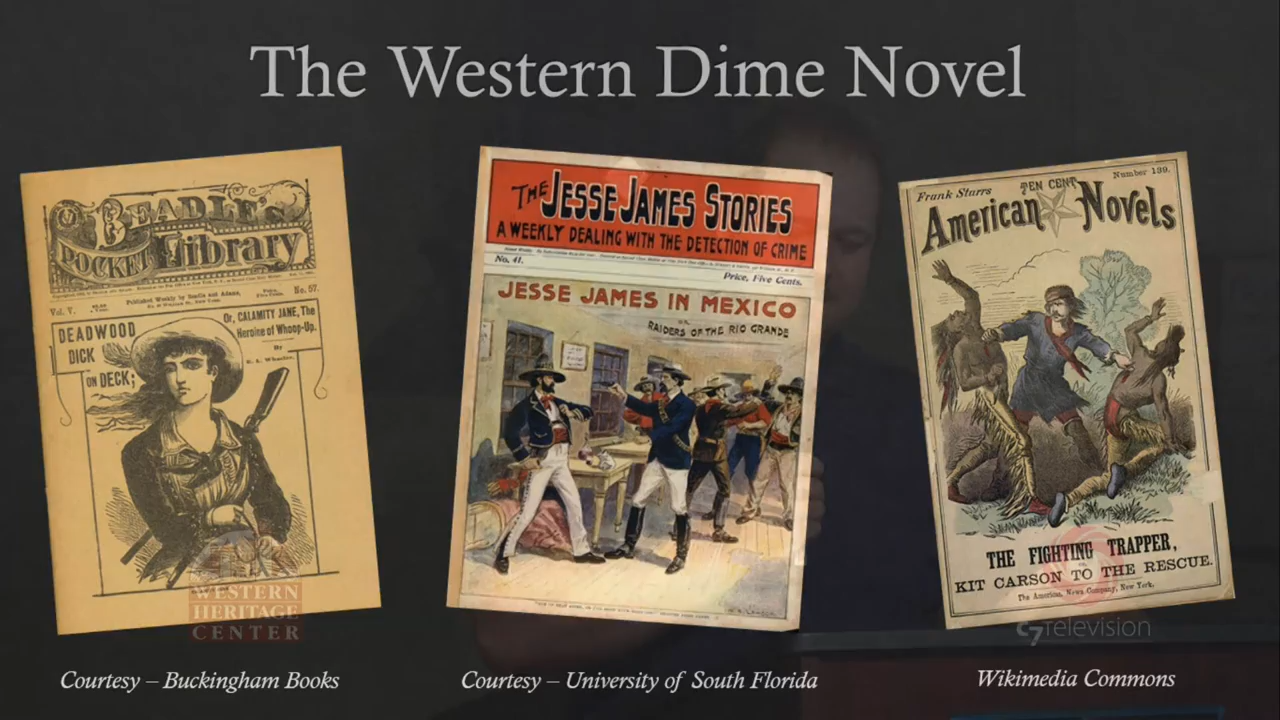 The Western Dime Novel
BEADLE'S
POCKET Library
Published Weekly by Beadle and Adams,
Vol. V.
No. 57.
DEADWOOD
DICK
ON DECK;
Or, CALAMITY JANE, The
Heroine of Whoop-Up.
By
E. L. Wheeler.
THE JESSE JAMES STORIES
A WEEKLY DEALING WITH THE DETECTION OF CRIME
No. 41.
Price, Five Cents.
JESSE JAMES IN MEXICO
OR
RAIDERS OF THE RIO GRANDE
Frank Starrs
TEN CENT
Number 139.
American Novels
THE FIGHTING TRAPPER,
KIT CARSON TO THE RESCUE.
The American News Company, New York.
WESTERN
HERITAGE
CENTER
c7Television
Courtesy – Buckingham Books
Courtesy – University of South Florida
Wikimedia Commons